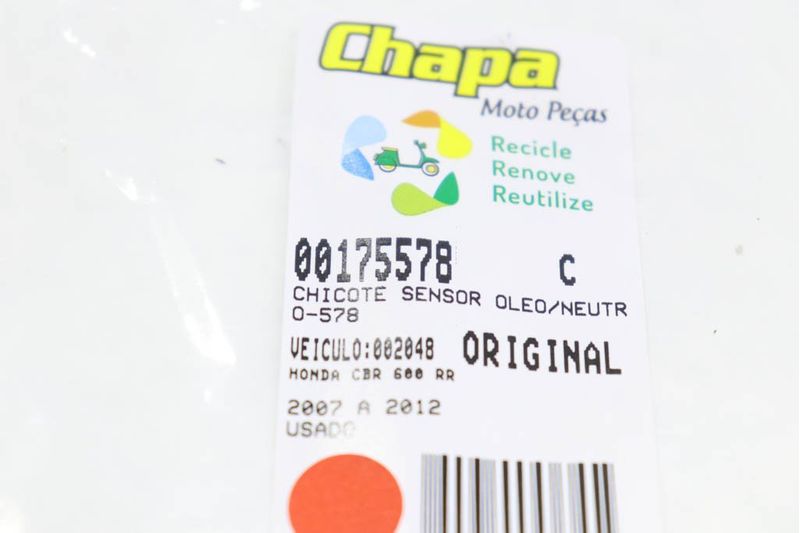 Chapa
Moto Peças
Recicle
Renove
Reutilize
00175578 C
CHICOTE SENSOR OLEO/NEUTR
O-578
VEICULO:002048 ORIGINAL
HONDA CBR 600 RR
2007 A 2012
USADO